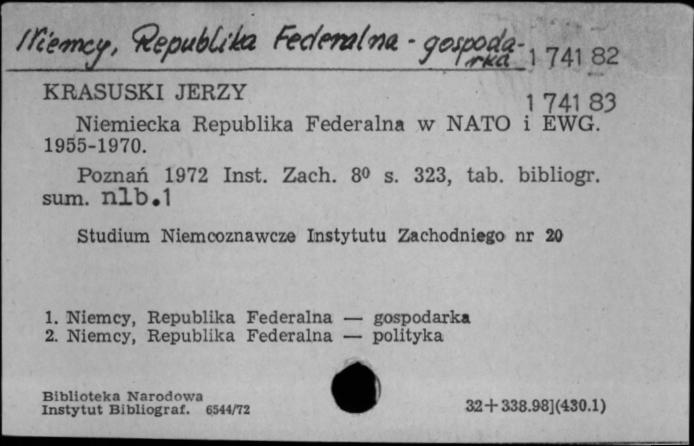 Niemcy, Republika Federalna - gospoda-
rka 1 741 82
KRASUSKI JERZY
1 741 83
Niemiecka Republika Federalna w NATO i EWG.
1955-1970.
Poznań 1972 Inst. Zach. 8⁰ s. 323, tab. bibliogr.
sum. nlb.1
Studium Niemcoznawcze Instytutu Zachodniego nr 20
1. Niemcy, Republika Federalna — gospodarka
2. Niemcy, Republika Federalna — polityka
Biblioteka Narodowa
Instytut Bibliograf. 6544/72
32+338.98](430.1)